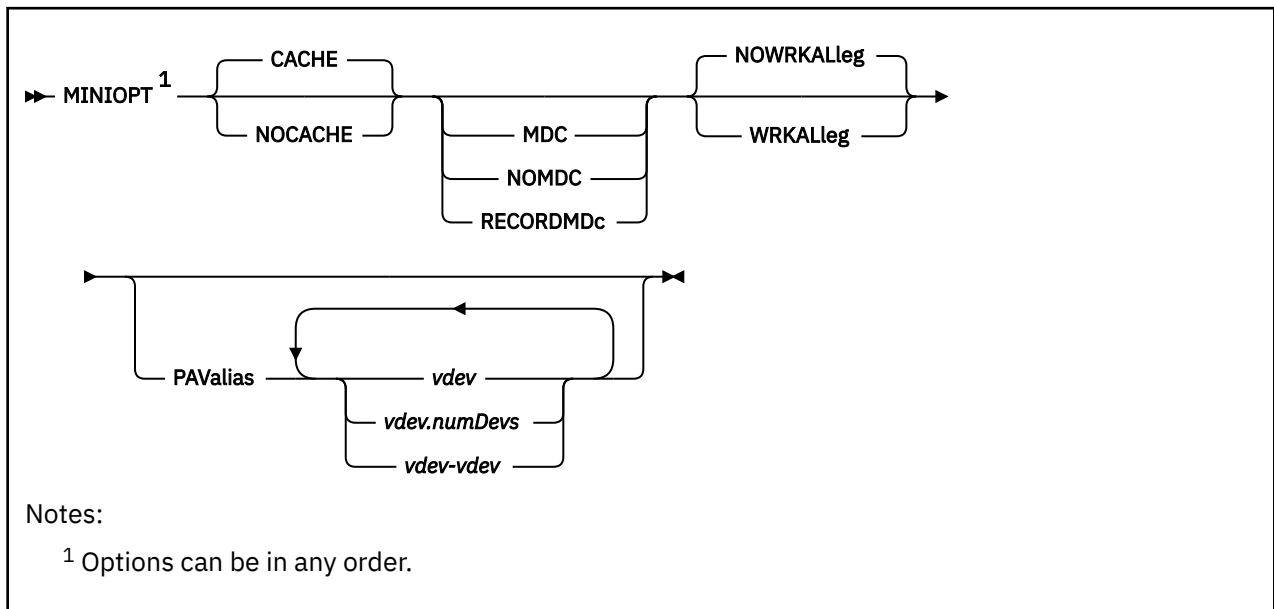 CACHE
NOWRKALleg
MINIOPT 1
NOCACHE
MDC
WRKALleg
NOMDC
RECORDMDc
PAValias
vdev
vdev.numDevs
vdev-vdev
Notes:
1 Options can be in any order.